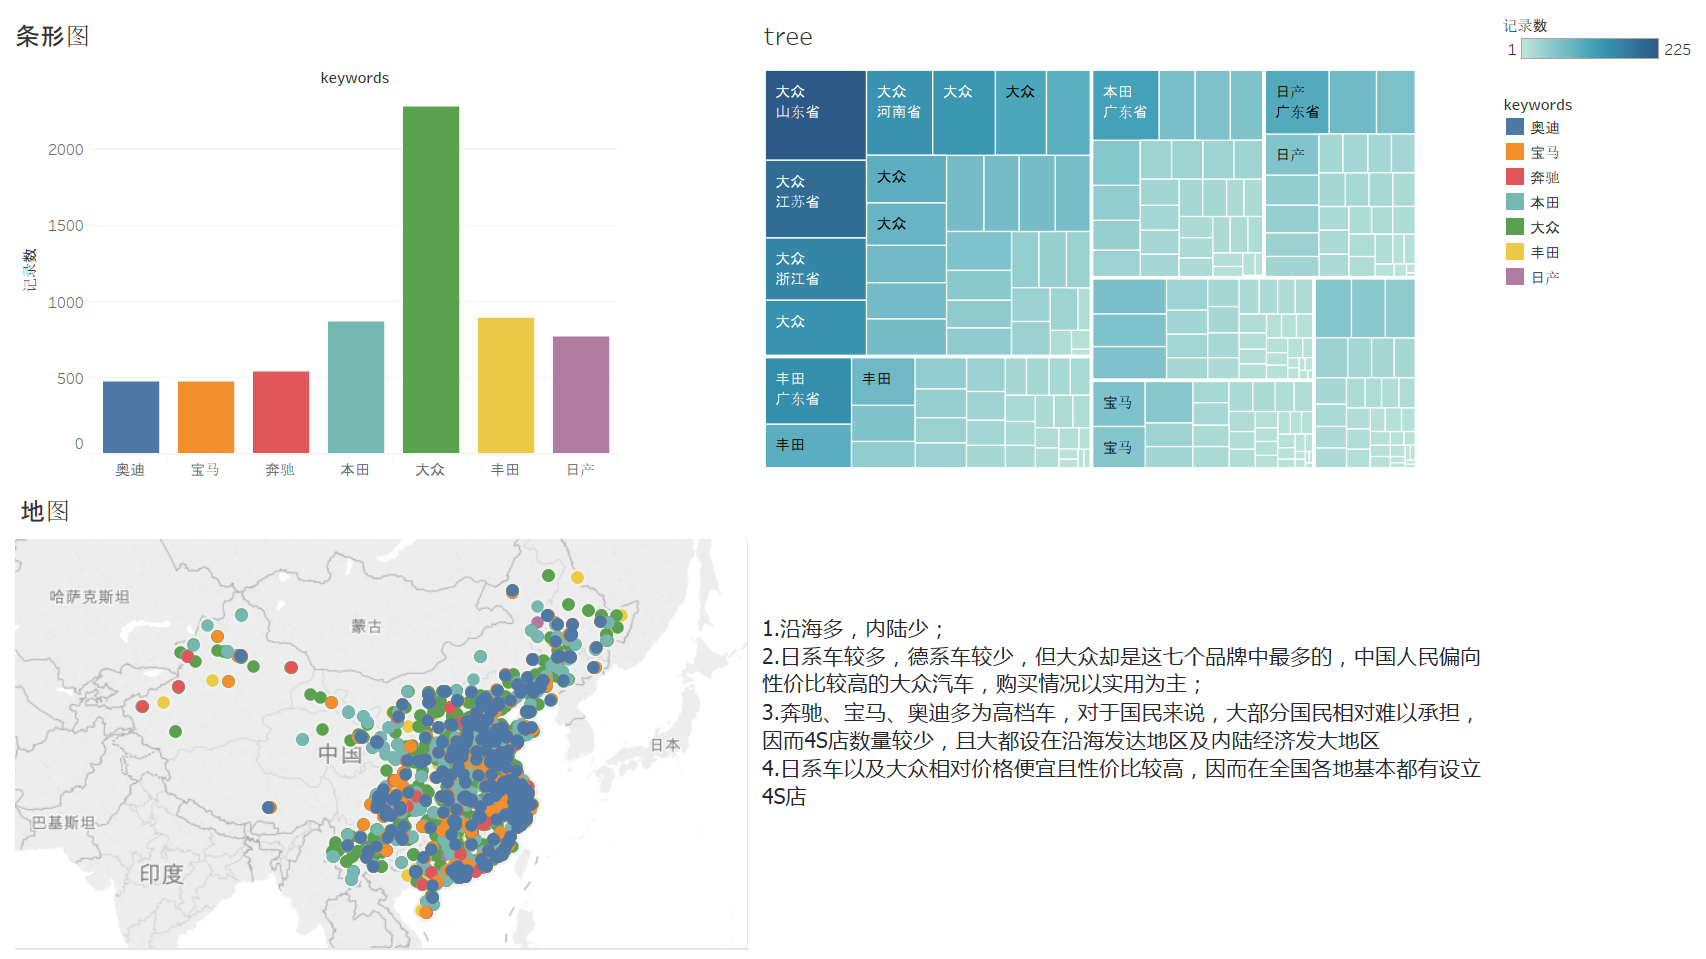 条形图
keywords
2000
1500
1000
500
0
记录数
奥迪
宝马
奔驰
本田
大众
丰田
日产
tree
大众
山东省
大众
河南省
大众
大众
大众
江苏省
大众
大众
大众
浙江省
大众
丰田
广东省
丰田
丰田
本田
广东省
日产
广东省
日产
宝马
宝马
记录数
1
225
keywords
奥迪
宝马
奔驰
本田
大众
丰田
日产
地图
哈萨克斯坦
蒙古
中国
日本
巴基斯坦
印度
1.沿海多，内陆少；
2.日系车较多，德系车较少，但大众却是这七个品牌中最多的，中国人民偏向
性价比较高的大众汽车，购买情况以实用为主；
3.奔驰、宝马、奥迪多为高档车，对于国民来说，大部分国民相对难以承担，
因而4S店数量较少，且大都设在沿海发达地区及内陆经济发大地区
4.日系车以及大众相对价格便宜且性价比较高，因而在全国各地基本都有设立
4S店